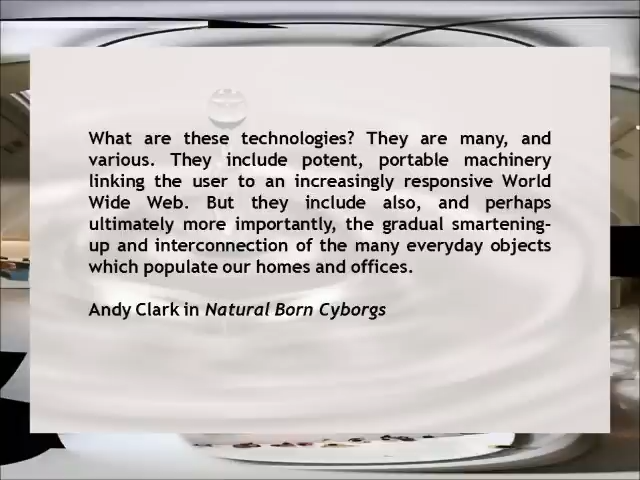 What are these technologies? They are many, and
various. They include potent, portable machinery
linking the user to an increasingly responsive World
Wide Web. But they include also, and perhaps
ultimately more importantly, the gradual smartening-
up and interconnection of the many everyday objects
which populate our homes and offices.
Andy Clark in Natural Born Cyborgs